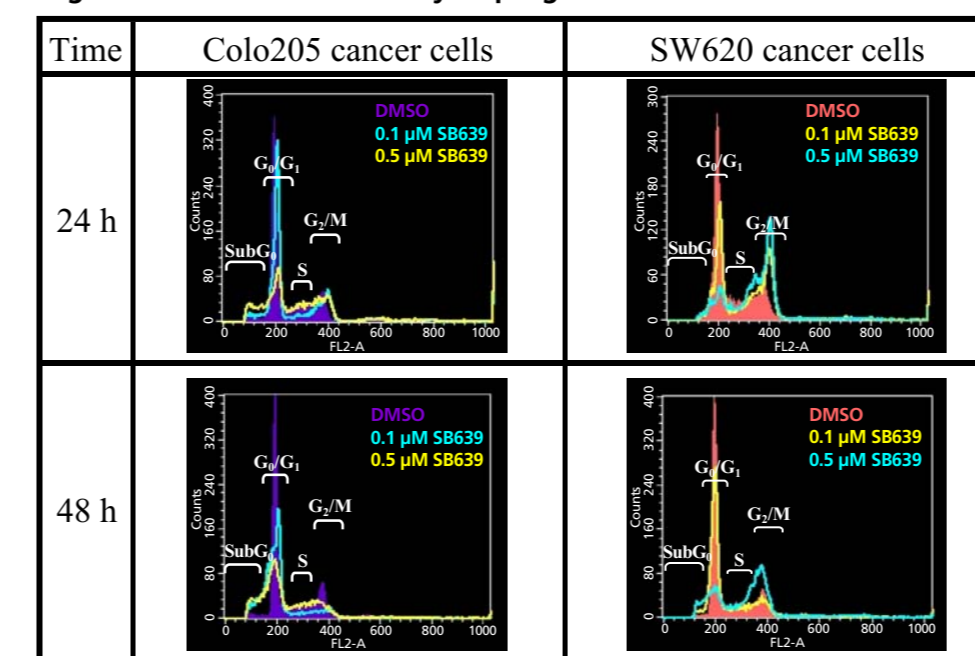 Time
Colo205 cancer cells
SW620 cancer cells
24 h
400
320
240
160
80
0
Counts
DMSO
0.1 µM SB639
0.5 µM SB639
G₀/G₁
G₂/M
SubG₀
S
0 200 400 600 800 1000
FL2-A
300
240
180
120
60
0
Counts
DMSO
0.1 µM SB639
0.5 µM SB639
G₀/G₁
G₂/M
SubG₀
S
0 200 400 600 800 1000
FL2-A
48 h
400
320
240
160
80
0
Counts
DMSO
0.1 µM SB639
0.5 µM SB639
G₀/G₁
G₂/M
SubG₀
S
0 200 400 600 800 1000
FL2-A
400
320
240
160
80
0
Counts
DMSO
0.1 µM SB639
0.5 µM SB639
G₀/G₁
G₂/M
SubG₀
S
0 200 400 600 800 1000
FL2-A